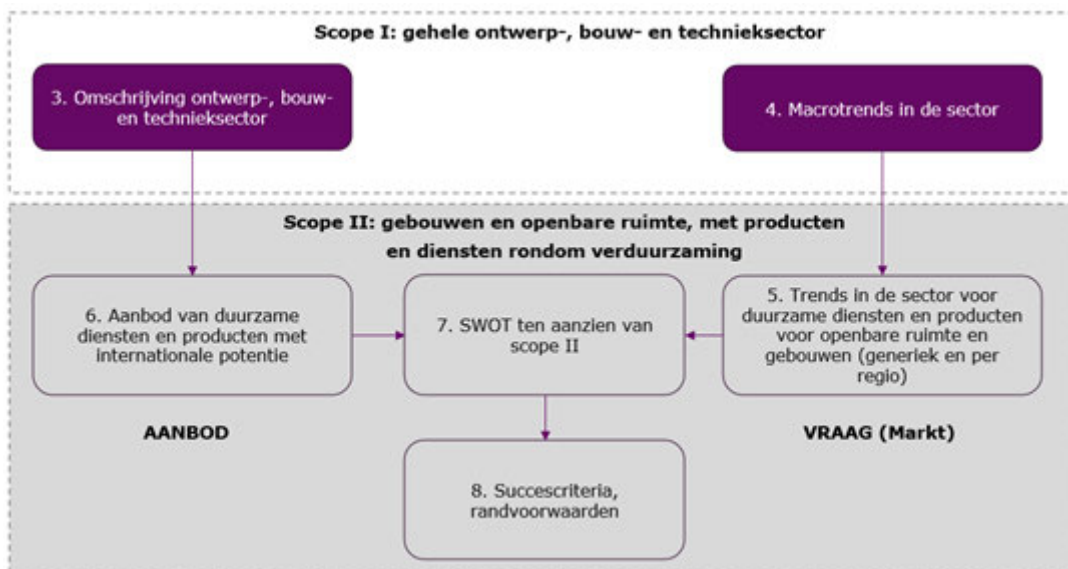 Scope I: gehele ontwerp-, bouw- en technieksector
3. Omschrijving ontwerp-, bouw-
en technieksector
4. Macrotrends in de sector
Scope II: gebouwen en openbare ruimte, met producten
en diensten rondom verduurzaming
6. Aanbod van duurzame
diensten en producten met
internationale potentie
7. SWOT ten aanzien van
scope II
5. Trends in de sector voor
duurzame diensten en producten
voor openbare ruimte en
gebouwen (generiek en per
regio)
AANBOD
VRAAG (Markt)
8. Succescriteria,
randvoorwaarden